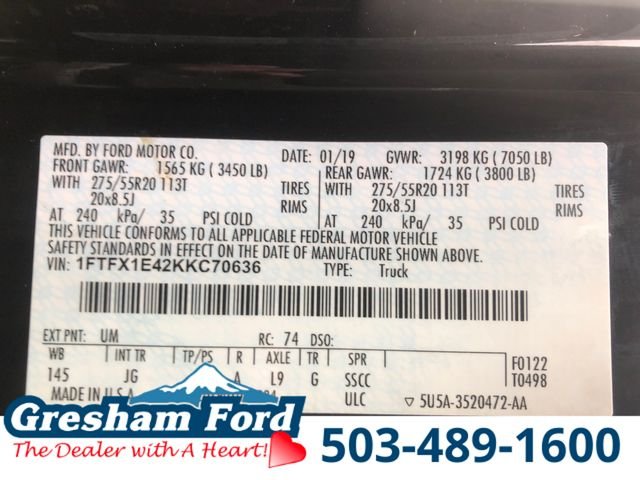 MFD. BY FORD MOTOR CO.
DATE: 01/19 GVWR: 3198 KG ( 7050 LB)
FRONT GAWR: 1565 KG ( 3450 LB)
REAR GAWR: 1724 KG ( 3800 LB)
WITH 275/55R20 113T TIRES
WITH 275/55R20 113T TIRES
20x8.5J RIMS
20x8.5J RIMS
AT 240 kPa/ 35 PSI COLD
AT 240 kPa/ 35 PSI COLD
THIS VEHICLE CONFORMS TO ALL APPLICABLE FEDERAL MOTOR VEHICLE
SAFETY STANDARDS IN EFFECT ON THE DATE OF MANUFACTURE SHOWN ABOVE.
VIN: 1FTFX1E42KKC70636 TYPE: Truck
EXT PNT: UM RC: 74 DSO:
WB INT TR TP/PS R AXLE TR SPR
F0122
145 JG A L9 G SSCC
T0498
MADE IN U.S.A. ULC ▽ 5U5A-3520472-AA
Gresham Ford
The Dealer with A Heart!
503-489-1600